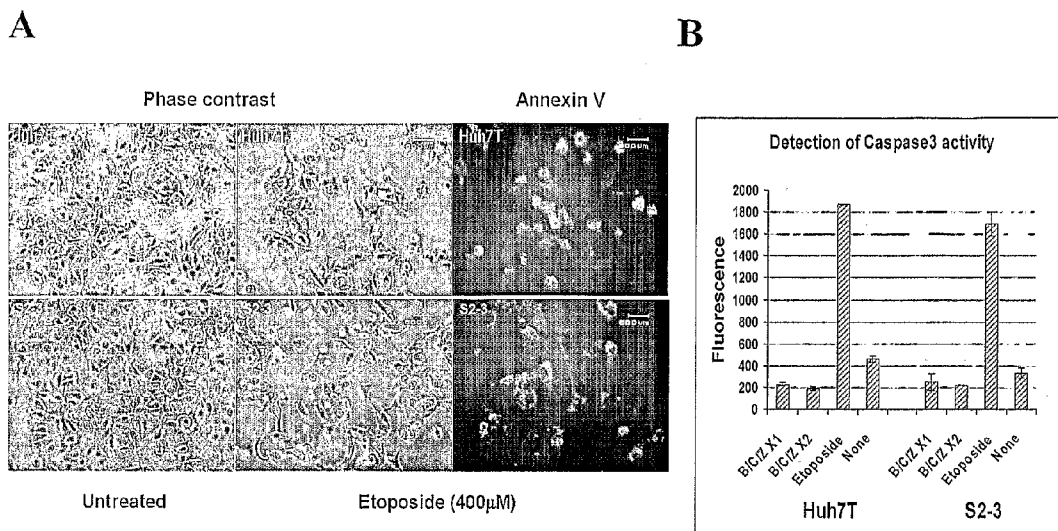 A
B
Phase contrast
Annexin V
Huh7T
Huh7T
S2-3
Untreated
Etoposide (400µM)
Detection of Caspase3 activity
Fluorescence
2000
1800
1600
1400
1200
1000
800
600
400
200
0
B/C/Z X1
B/C/Z X2
Etoposide
None
B/C/Z X1
B/C/Z X2
Etoposide
None
Huh7T
S2-3